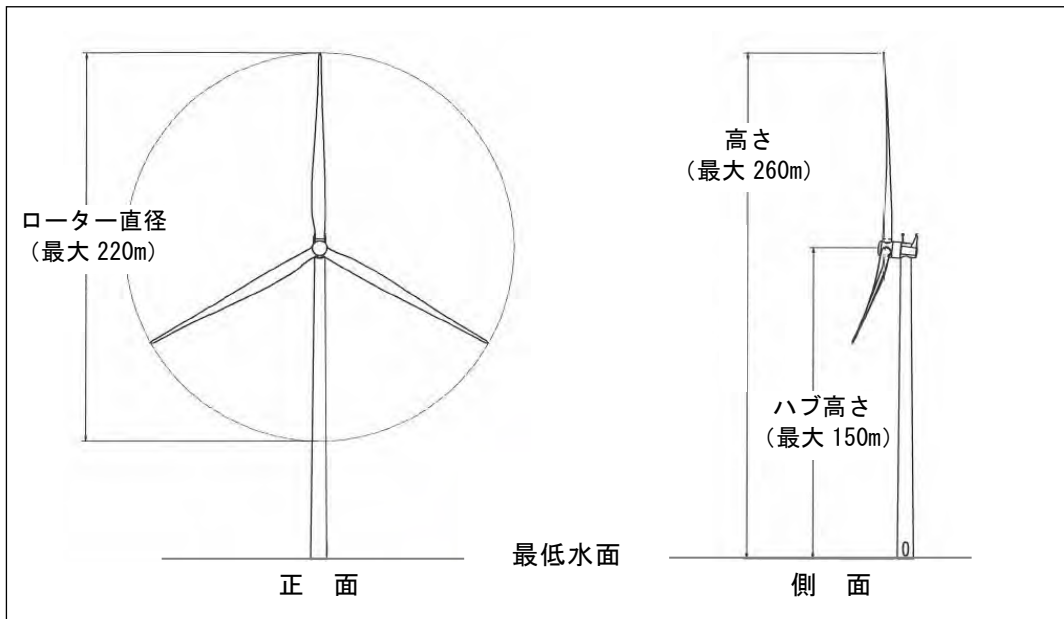 ローター直径
（最大 220m）
高さ
（最大 260m）
ハブ高さ
（最大 150m）
最低水面
正 面
側 面